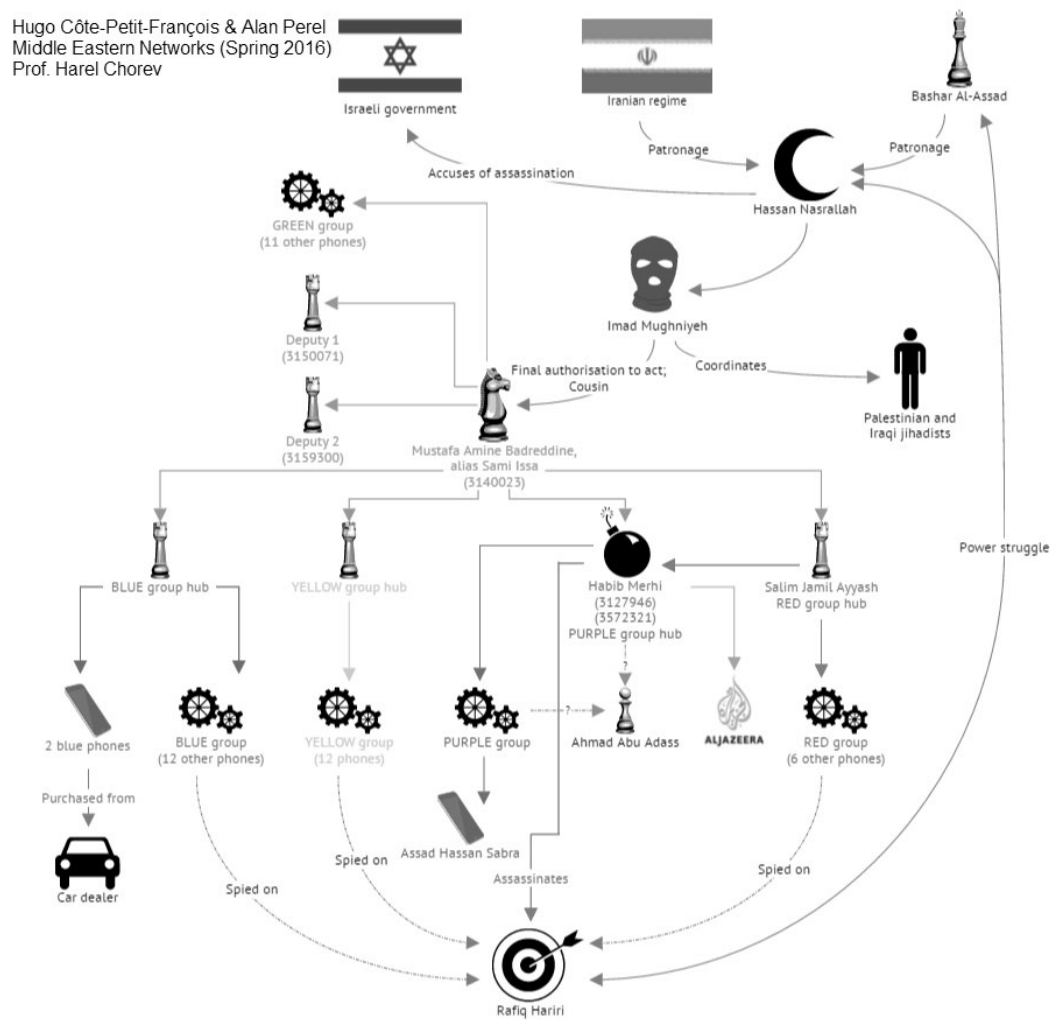 Hugo Côte-Petit-François & Alan Perel
Middle Eastern Networks (Spring 2016)
Prof. Harel Chorev
Israeli government
Iranian regime
Bashar Al-Assad
Patronage
Patronage
Accuses of assassination
Hassan Nasrallah
GREEN group
(11 other phones)
Imad Mughniyeh
Deputy 1
(3150071)
Final authorisation to act;
Cousin
Coordinates
Palestinian and
Iraqi jihadists
Deputy 2
(3159300)
Mustafa Amine Badreddine,
alias Sami Issa
(3140023)
Power struggle
BLUE group hub
YELLOW group hub
Habib Merhi
(3127946)
(3572321)
PURPLE group hub
Salim Jamil Ayyash
RED group hub
?
?
2 blue phones
BLUE group
(12 other phones)
YELLOW group
(12 phones)
PURPLE group
Ahmad Abu Adass
ALJAZEERA
RED group
(6 other phones)
Purchased from
Car dealer
Assad Hassan Sabra
Spied on
Spied on
Assassinates
Spied on
Rafiq Hariri